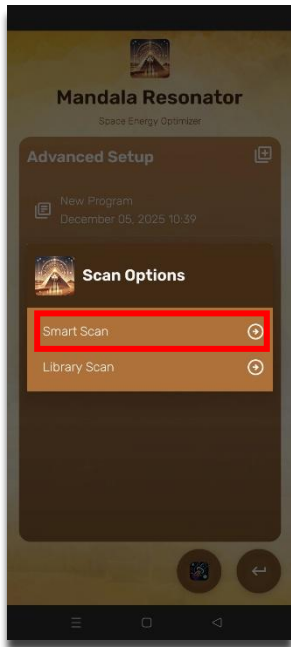 Mandala Resonator
Space Energy Optimizer
Advanced Setup
New Program
December 05, 2025 10:39
Scan Options
Smart Scan
Library Scan